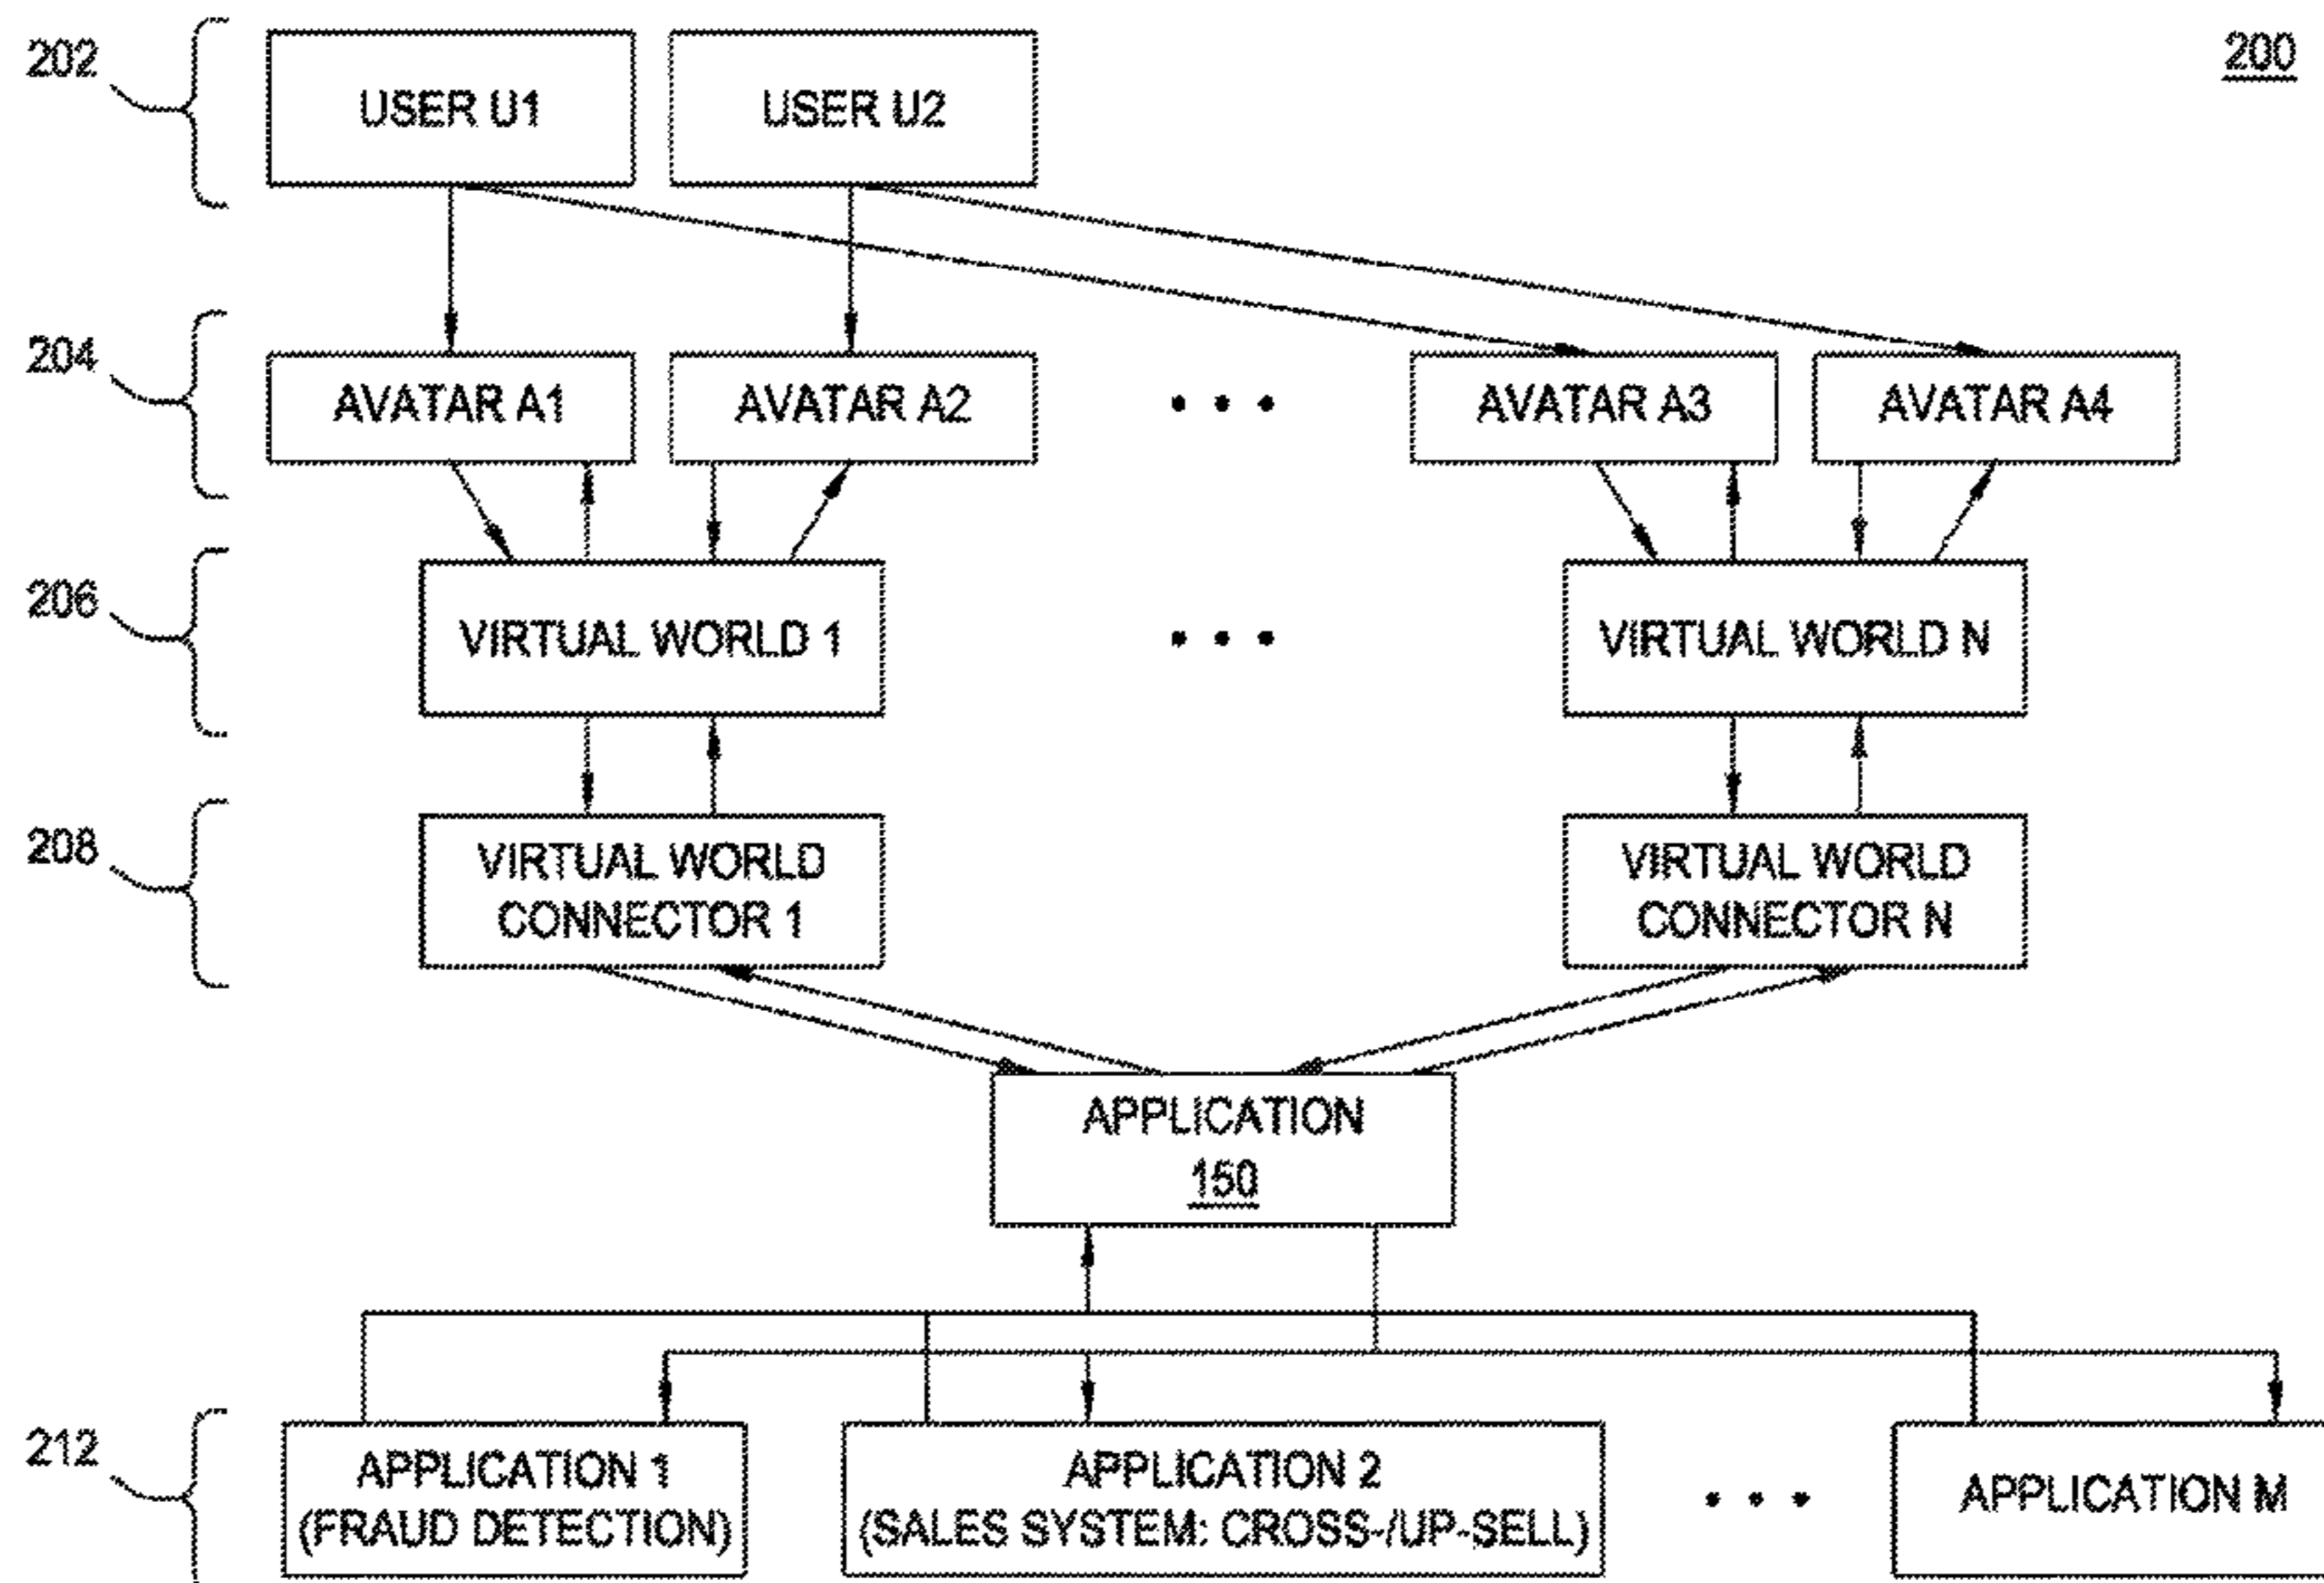 200
202
USER U1
USER U2
204
AVATAR A1
AVATAR A2
• • •
AVATAR A3
AVATAR A4
206
VIRTUAL WORLD 1
• • •
VIRTUAL WORLD N
208
VIRTUAL WORLD
CONNECTOR 1
VIRTUAL WORLD
CONNECTOR N
APPLICATION
150
212
APPLICATION 1
(FRAUD DETECTION)
APPLICATION 2
(SALES SYSTEM: CROSS-/UP-SELL)
• • •
APPLICATION M